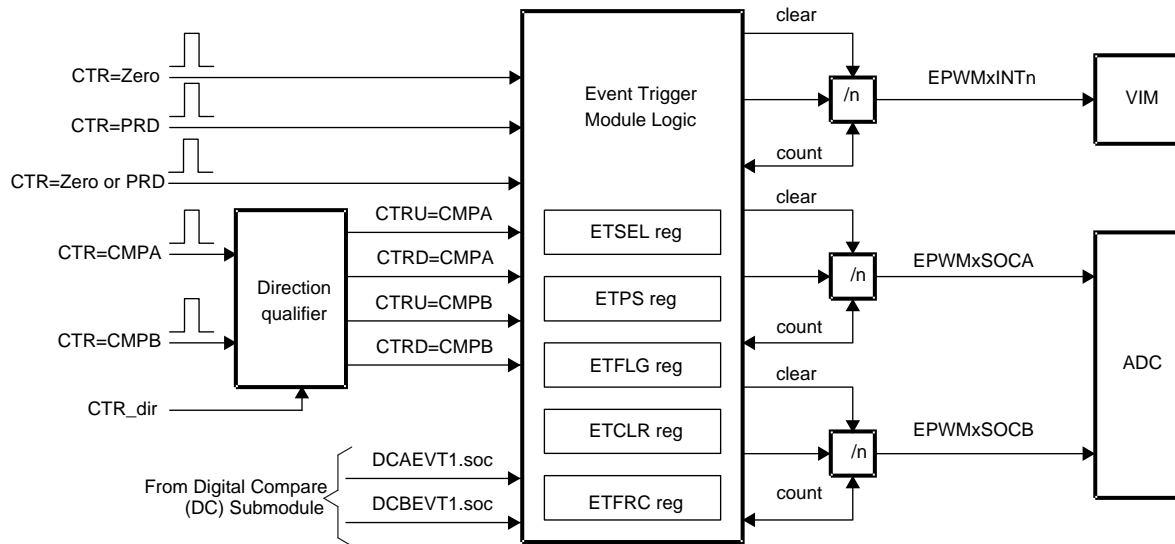 CTR=Zero
CTR=PRD
CTR=Zero or PRD
CTR=CMPA
CTR=CMPB
CTR_dir
Direction
qualifier
CTRU=CMPA
CTRD=CMPA
CTRU=CMPB
CTRD=CMPB
From Digital Compare
(DC) Submodule
DCAEVT1.soc
DCBEVT1.soc
Event Trigger
Module Logic
ETSEL reg
ETPS reg
ETFLG reg
ETCLR reg
ETFRC reg
clear
/n
count
EPWMxINTn
VIM
clear
/n
count
EPWMxSOCA
clear
/n
count
EPWMxSOCB
ADC